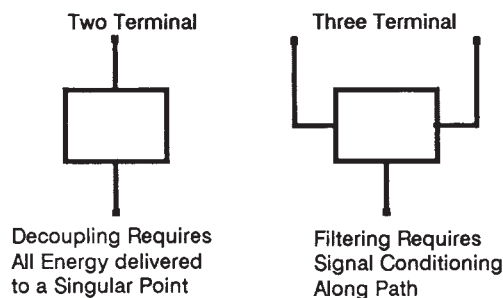 Two Terminal
Three Terminal
Decoupling Requires
All Energy delivered
to a Singular Point
Filtering Requires
Signal Conditioning
Along Path